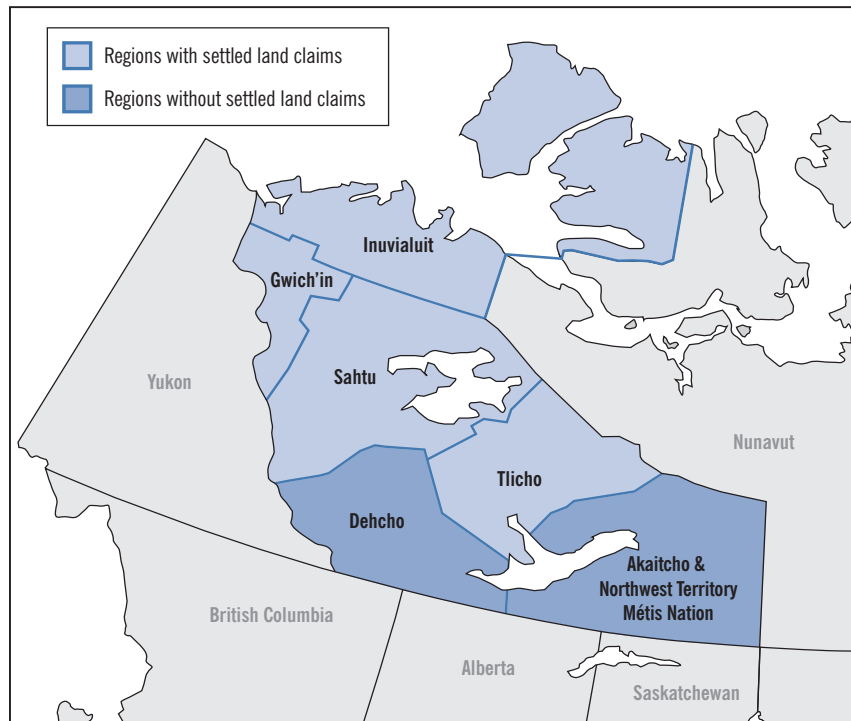 Regions with settled land claims
Regions without settled land claims
Inuvialuit
Gwich'in
Yukon
Sahtu
Nunavut
Tlicho
Dehcho
Akaitcho &
Northwest Territory
Métis Nation
British Columbia
Alberta
Saskatchewan